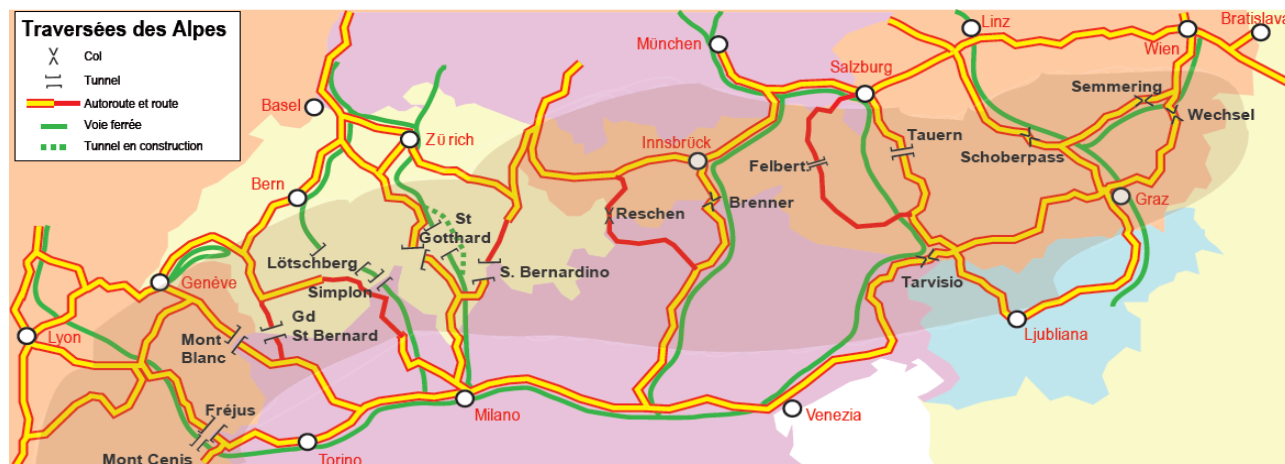 Traversées des Alpes
Col
Tunnel
Autoroute et route
Voie ferrée
Tunnel en construction
Linz
Bratislava
Wien
München
Salzburg
Basel
Zürich
Semmering
Wechsel
Innsbrück
Tauern
Felbert.
Schoberpass
Bern
Brenner
Graz
Reschen
St
Gotthard
Lötschberg
S. Bernardino
Tarvisio
Genève
Simplon
Gd
St Bernard
Lyon
Mont
Blanc
Ljubliana
Fréjus
Milano
Venezia
Mont Cenis
Torino